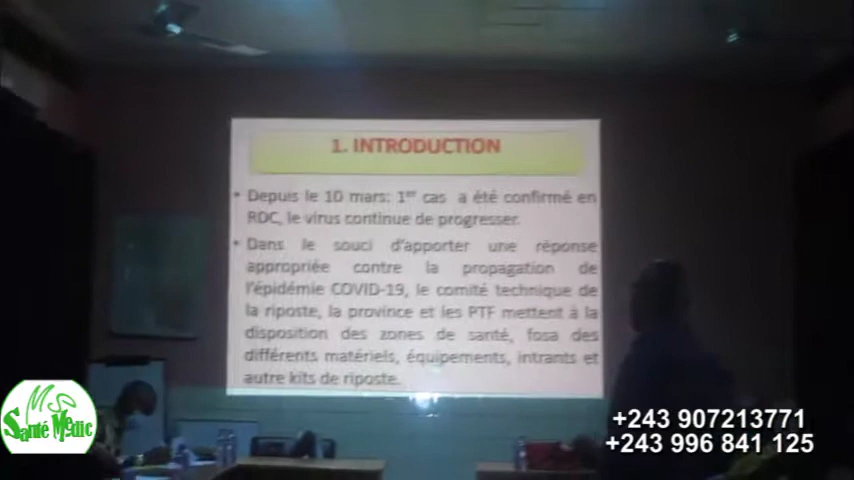 1. INTRODUCTION
• Depuis le 10 mars: 1er cas a été confirmé en
RDC, le virus continue de progresser.
• Dans le souci d'apporter une réponse
appropriée contre la propagation de
l'épidémie COVID-19, le comité technique de
la riposte, la province et les PTF mettent à la
disposition des zones de santé, fosa des
différents matériels, équipements, intrants et
autre kits de riposte.
MS
Santé Médic
+243 907213771
+243 996 841 125